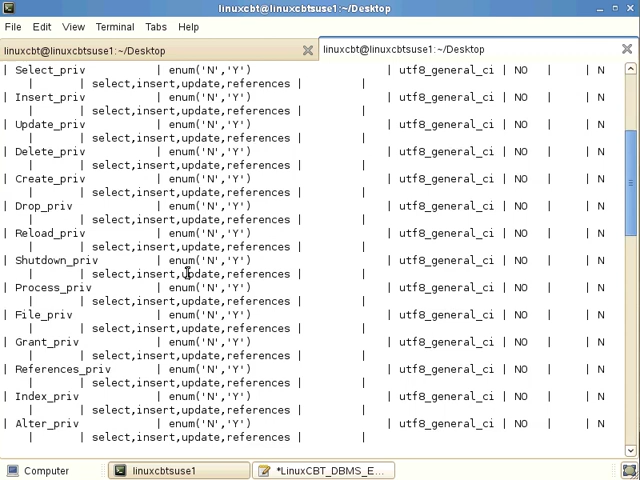 linuxcbt@linuxcbtsuse1:~/Desktop
File Edit View Terminal Tabs Help
linuxcbt@linuxcbtsuse1:~/Desktop linuxcbt@linuxcbtsuse1:~/Desktop
| Select_priv | enum('N','Y') | utf8_general_ci | NO | | N
| | select,insert,update,references | |
| Insert_priv | enum('N','Y') | utf8_general_ci | NO | | N
| | select,insert,update,references | |
| Update_priv | enum('N','Y') | utf8_general_ci | NO | | N
| | select,insert,update,references | |
| Delete_priv | enum('N','Y') | utf8_general_ci | NO | | N
| | select,insert,update,references | |
| Create_priv | enum('N','Y') | utf8_general_ci | NO | | N
| | select,insert,update,references | |
| Drop_priv | enum('N','Y') | utf8_general_ci | NO | | N
| | select,insert,update,references | |
| Reload_priv | enum('N','Y') | utf8_general_ci | NO | | N
| | select,insert,update,references | |
| Shutdown_priv | enum('N','Y') | utf8_general_ci | NO | | N
| | select,insert,update,references | |
| Process_priv | enum('N','Y') | utf8_general_ci | NO | | N
| | select,insert,update,references | |
| File_priv | enum('N','Y') | utf8_general_ci | NO | | N
| | select,insert,update,references | |
| Grant_priv | enum('N','Y') | utf8_general_ci | NO | | N
| | select,insert,update,references | |
| References_priv | enum('N','Y') | utf8_general_ci | NO | | N
| | select,insert,update,references | |
| Index_priv | enum('N','Y') | utf8_general_ci | NO | | N
| | select,insert,update,references | |
| Alter_priv | enum('N','Y') | utf8_general_ci | NO | | N
| | select,insert,update,references | |
Computer linuxcbtsuse1 *LinuxCBT_DBMS_E...